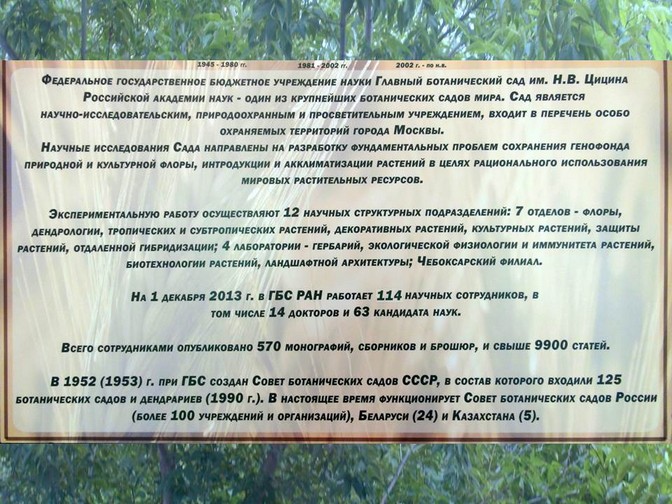 1945 - 1980 гг. 1981 - 2002 гг. 2002 г. - по н.в.
Федеральное государственное бюджетное учреждение науки Главный ботанический сад им. Н.В. Цицина
Российской академии наук - один из крупнейших ботанических садов мира. Сад является
научно-исследовательским, природоохранным и просветительным учреждением, входит в перечень особо
охраняемых территорий города Москвы.
Научные исследования Сада направлены на разработку фундаментальных проблем сохранения генофонда
природной и культурной флоры, интродукции и акклиматизации растений в целях рационального использования
мировых растительных ресурсов.
Экспериментальную работу осуществляют 12 научных структурных подразделений: 7 отделов - флоры,
дендрологии, тропических и субтропических растений, декоративных растений, культурных растений, защиты
растений, отдаленной гибридизации; 4 лаборатории - гербарий, экологической физиологии и иммунитета растений,
биотехнологии растений, ландшафтной архитектуры; Чебоксарский филиал.
На 1 декабря 2013 г. в ГБС РАН работает 114 научных сотрудников, в
том числе 14 докторов и 63 кандидата наук.
Всего сотрудниками опубликовано 570 монографий, сборников и брошюр, и свыше 9900 статей.
В 1952 (1953) г. при ГБС создан Совет ботанических садов СССР, в состав которого входили 125
ботанических садов и дендрариев (1990 г.). В настоящее время функционирует Совет ботанических садов России
(более 100 учреждений и организаций), Беларуси (24) и Казахстана (5).